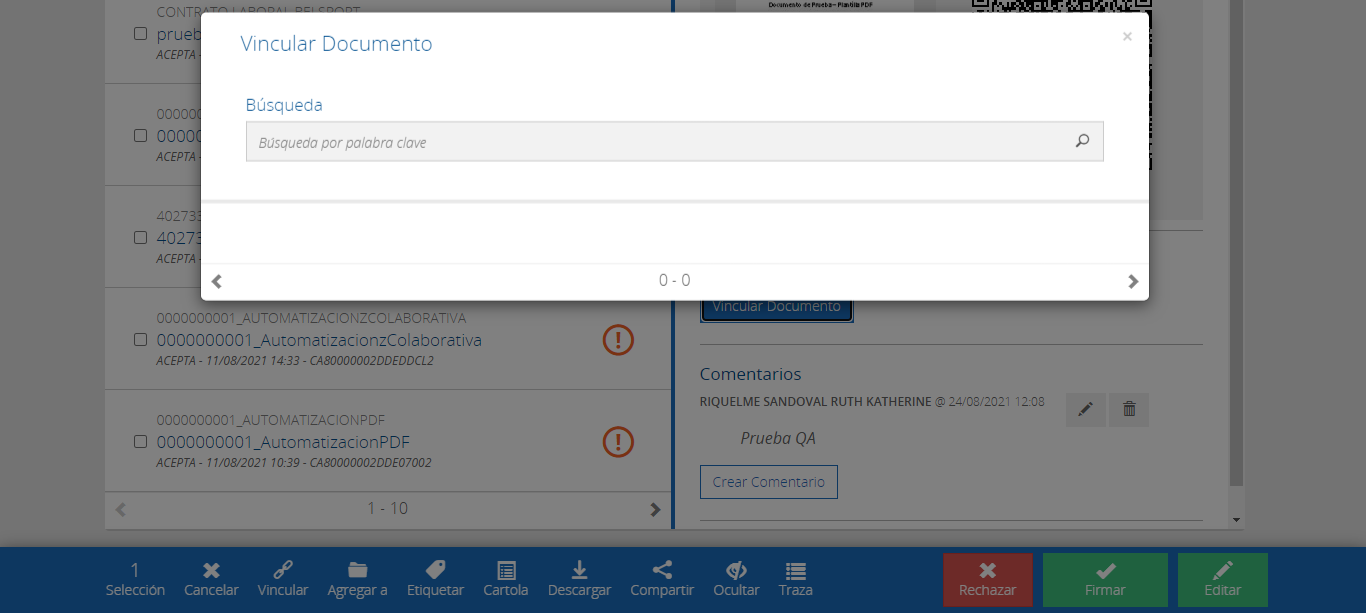 CONTRATO LABORAL BELSPORT
Documento de Prueba – Plantilla PDF
prueb
ACEPTA -
Vincular Documento
×
Búsqueda
Búsqueda por palabra clave
0 - 0
00000
0000
ACEPTA -
40273
40273
ACEPTA -
Vincular Documento
0000000001_AUTOMATIZACIONZCOLABORATIVA
0000000001_AutomatizacionzColaborativa
ACEPTA - 11/08/2021 14:33 - CA80000002DDEDDCL2
Comentarios
RIQUELME SANDOVAL RUTH KATHERINE @ 24/08/2021 12:08
Prueba QA
Crear Comentario
0000000001_AUTOMATIZACIONPDF
0000000001_AutomatizacionPDF
ACEPTA - 11/08/2021 10:39 - CA80000002DDE07002
1 - 10
1
Selección
Cancelar
Vincular
Agregar a
Etiquetar
Cartola
Descargar
Compartir
Ocultar
Traza
Rechazar
Firmar
Editar